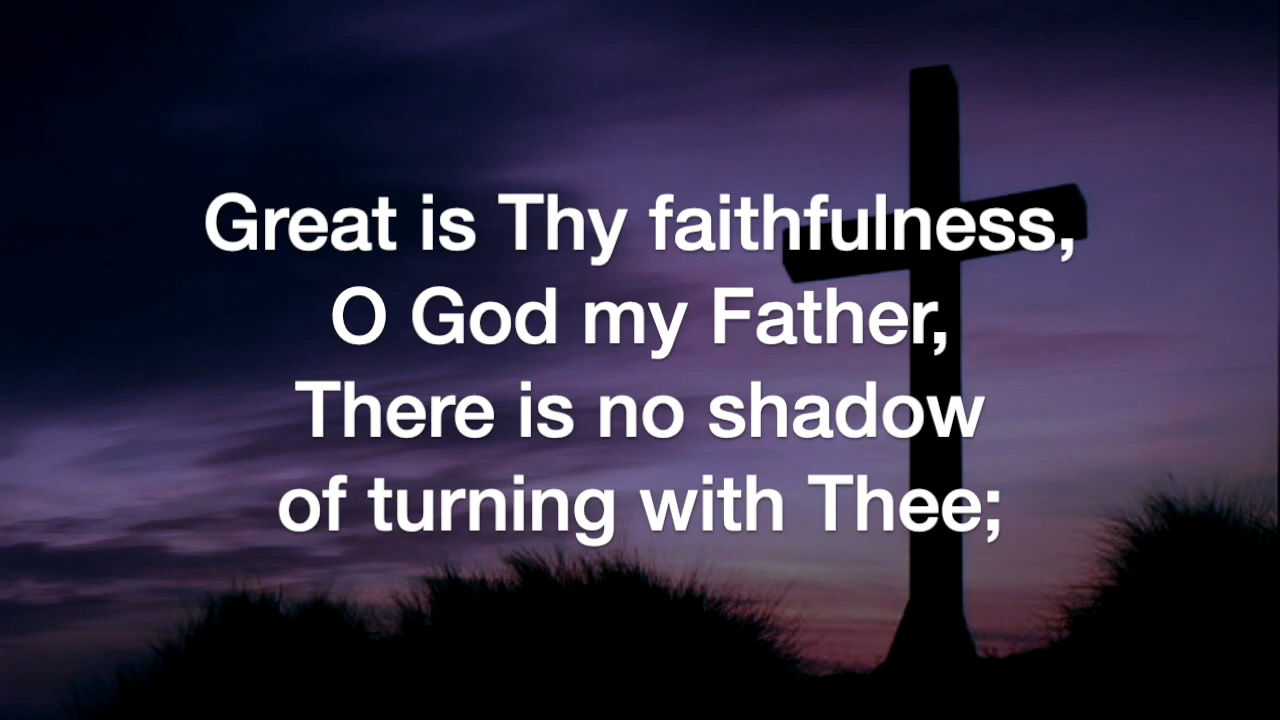 Great is Thy faithfulness,
O God my Father,
There is no shadow
of turning with Thee;